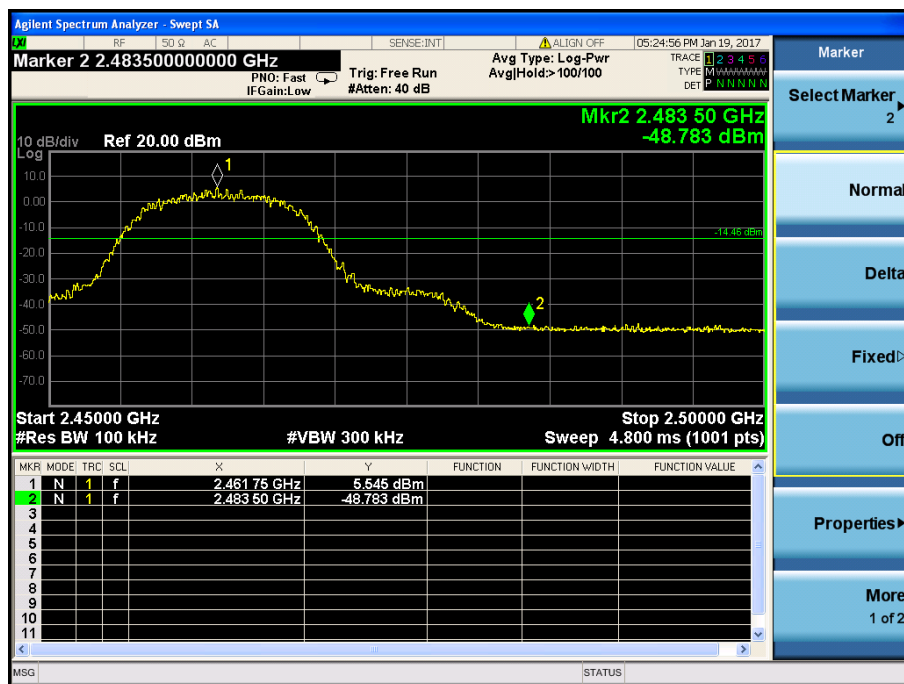 Agilent Spectrum Analyzer - Swept SA
LXI RF 50 Ω AC SENSE:INT ALIGN OFF 05:24:56 PM Jan 19, 2017
Marker 2 2.483500000000 GHz
PNO: Fast
IFGain:Low
Trig: Free Run
#Atten: 40 dB
Avg Type: Log-Pwr
Avg|Hold:>100/100
TRACE 1 2 3 4 5 6
TYPE M W W W W W
DET P N N N N N
Mkr2 2.483 50 GHz
-48.783 dBm
10 dB/div Ref 20.00 dBm
Log
10.0
0.00
-10.0
-20.0
-30.0
-40.0
-50.0
-60.0
-70.0
1
-14.46 dBm
2
Start 2.45000 GHz Stop 2.50000 GHz
#Res BW 100 kHz #VBW 300 kHz Sweep 4.800 ms (1001 pts)
MKR MODE TRC SCL X Y FUNCTION FUNCTION WIDTH FUNCTION VALUE
1 N 1 f 2.461 75 GHz 5.545 dBm
2 N 1 f 2.483 50 GHz -48.783 dBm
3
4
5
6
7
8
9
10
11
MSG STATUS
Marker
Select Marker
2
Normal
Delta
Fixed
Off
Properties
More
1 of 2